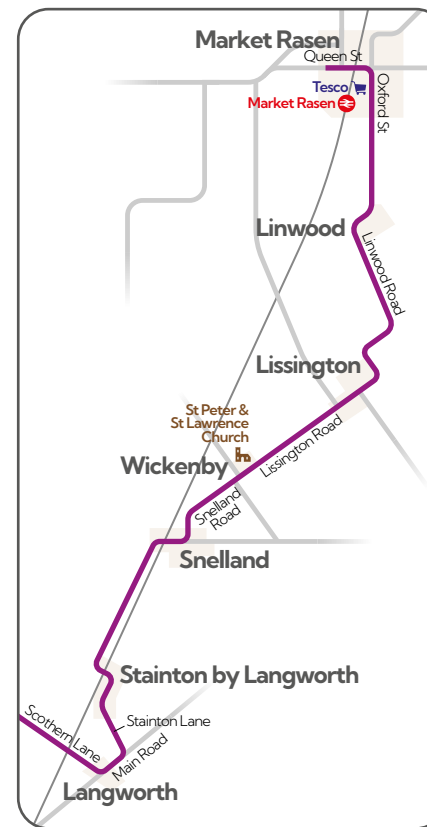 Market Rasen
Queen St
Tesco
Market Rasen
Oxford St
Linwood
Linwood Road
Lissington
St Peter &
St Lawrence
Church
Lissington Road
Wickenby
Snelland
Road
Snelland
Stainton by Langworth
Stainton Lane
Scothern Lane
Main Road
Langworth